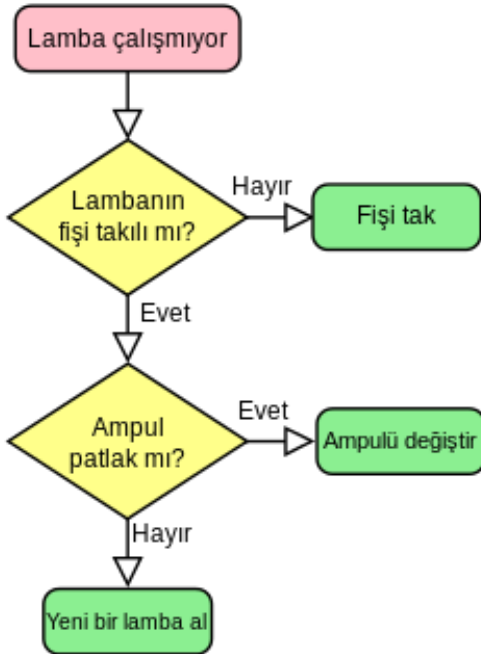 Lamba çalışmıyor
Lambanın
fişi takılı mı?
Hayır
Fişi tak
Evet
Ampul
patlak mı?
Evet
Ampulü değiştir
Hayır
Yeni bir lamba al